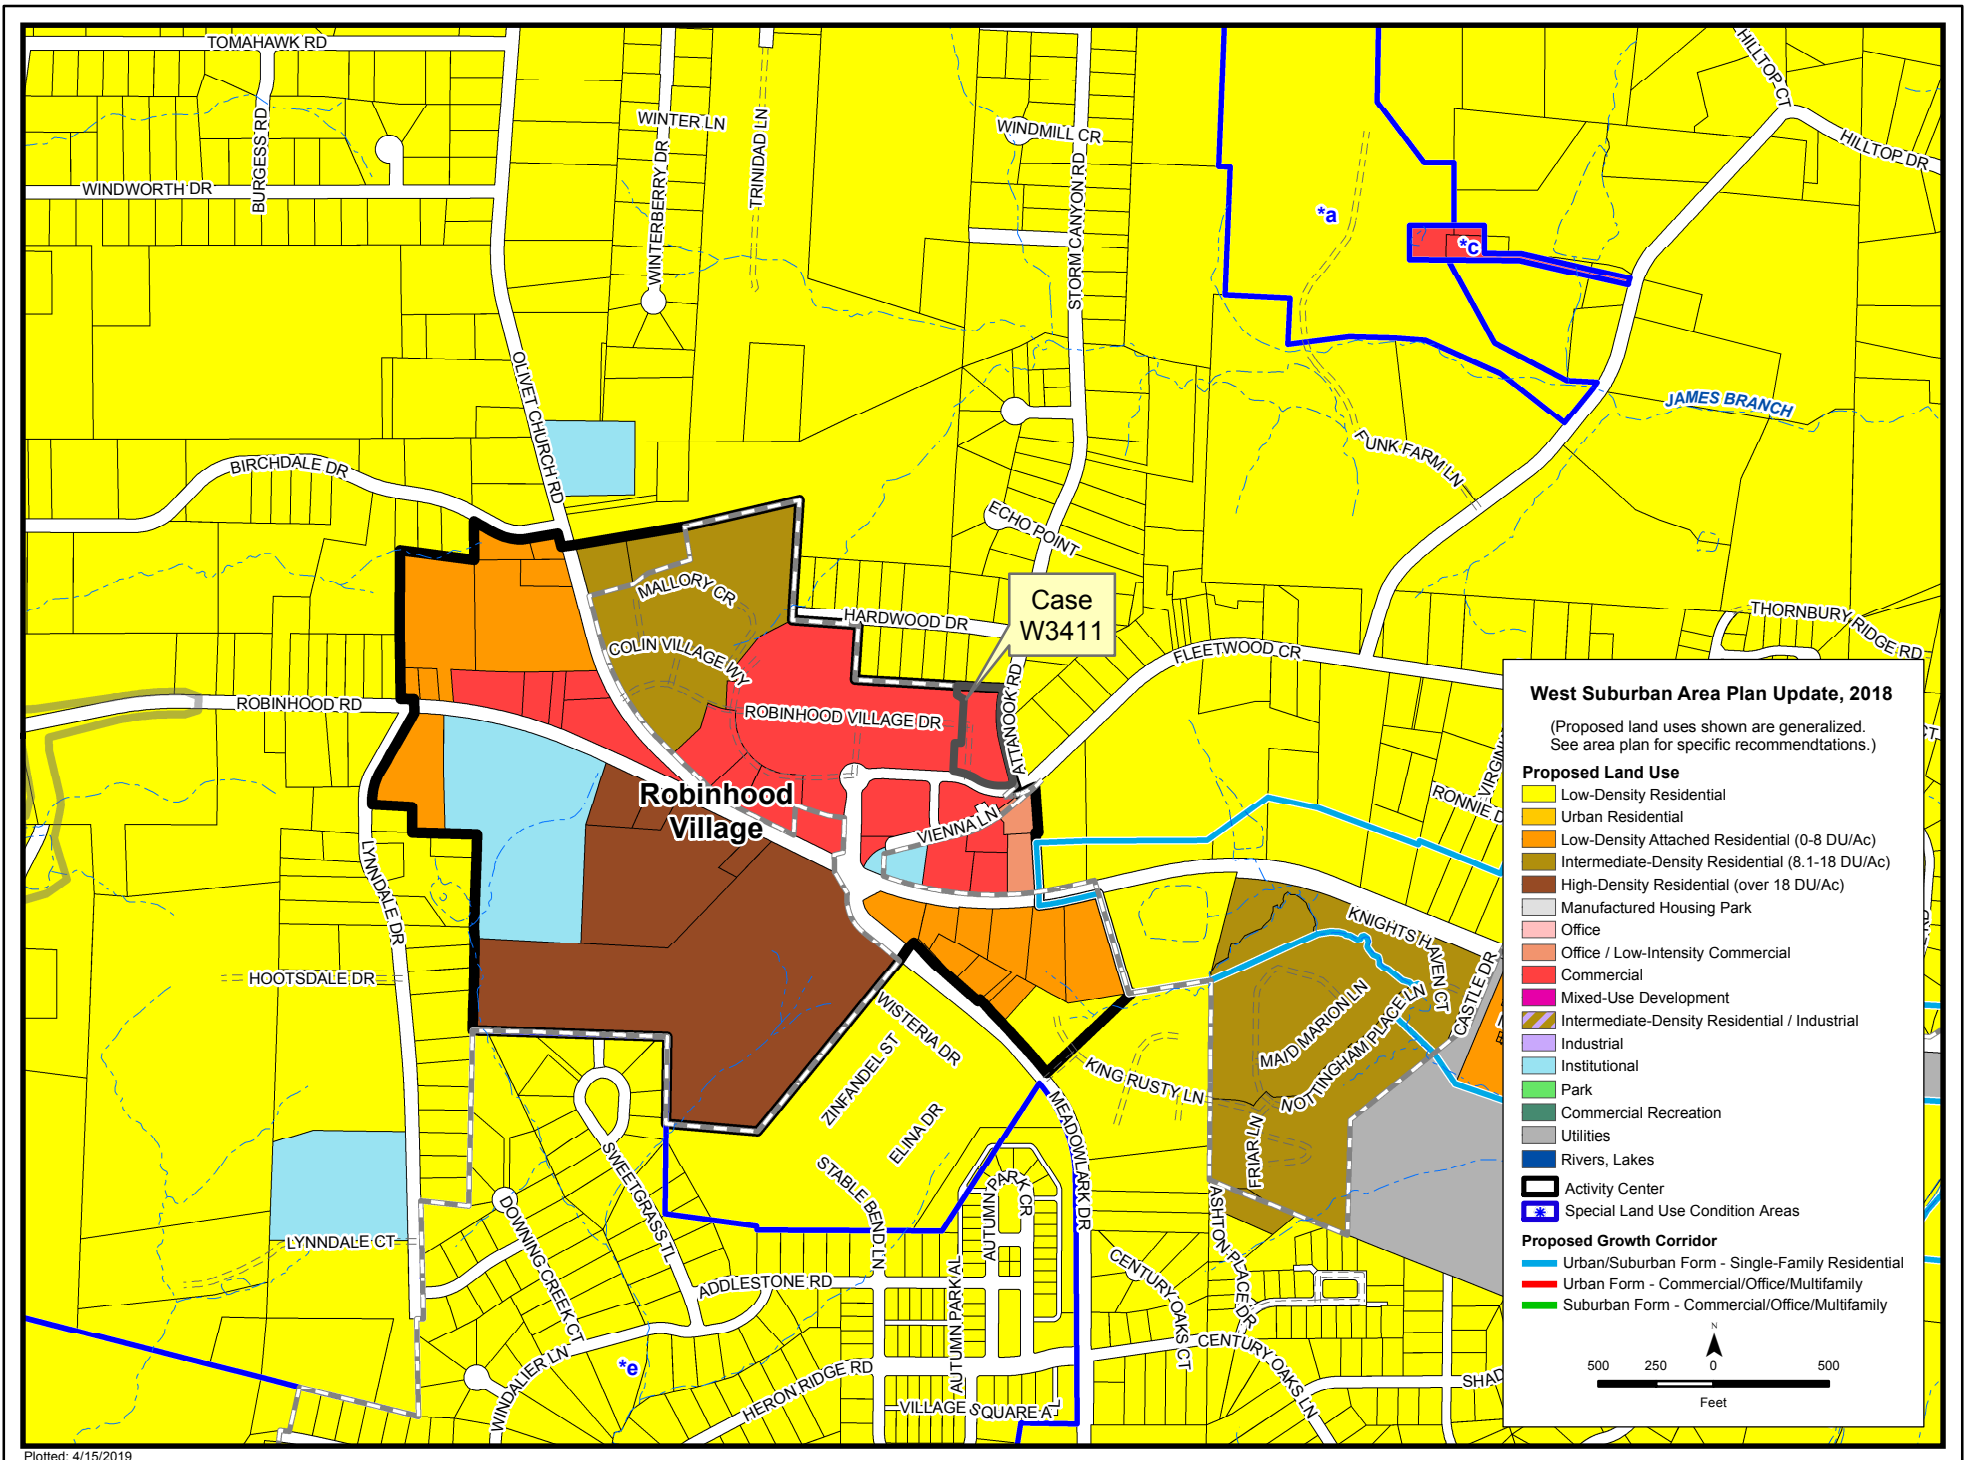 TOMAHAWK RD
BURGESS RD
WINDWORTH DR
WINTER LN
WINTERBERRY DR
TRINIDAD LN
WINDMILL CR
STORM CANYON RD
HILLTOP CT
HILLTOP DR
*a
*c
OLIVET CHURCH RD
JAMES BRANCH
FUNK FARM LN
BIRCHDALE DR
ECHO POINT
MALLORY CR
COLIN VILLAGE WY
HARDWOOD DR
Case
W3411
FLEETWOOD CR
THORNBURY RIDGE RD
ROBINHOOD RD
ROBINHOOD VILLAGE DR
ATTANOOK RD
Robinhood
Village
VIENNA LN
LYNNDALE DR
KNIGHTS HAVEN CT
CASTLE DR
HOOTSDALE DR
WISTERIA DR
ZINFANDEL ST
ELINA DR
MAID MARION LN
NOTTINGHAM PLACE LN
KING RUSTY LN
FRIAR LN
MEADOWLARK DR
SWEETGRASS TL
STABLE BEND LN
AUTUMN PARK CR
AUTUMN PARK AL
ASHTON PLACE DR
DOWNING CREEK CT
LYNNDALE CT
ADDLESTONE RD
CENTURY OAKS CT
CENTURY OAKS LN
WINDALIER LN
*e
HERON RIDGE RD
VILLAGE SQUARE AL
SHAD
VIRGINI
RONNIE D
CT
West Suburban Area Plan Update, 2018
(Proposed land uses shown are generalized.
See area plan for specific recommendtations.)
Proposed Land Use
Low-Density Residential
Urban Residential
Low-Density Attached Residential (0-8 DU/Ac)
Intermediate-Density Residential (8.1-18 DU/Ac)
High-Density Residential (over 18 DU/Ac)
Manufactured Housing Park
Office
Office / Low-Intensity Commercial
Commercial
Mixed-Use Development
Intermediate-Density Residential / Industrial
Industrial
Institutional
Park
Commercial Recreation
Utilities
Rivers, Lakes
Activity Center
* Special Land Use Condition Areas
Proposed Growth Corridor
Urban/Suburban Form - Single-Family Residential
Urban Form - Commercial/Office/Multifamily
Suburban Form - Commercial/Office/Multifamily
N
500 250 0 500
Feet
Plotted: 4/15/2019